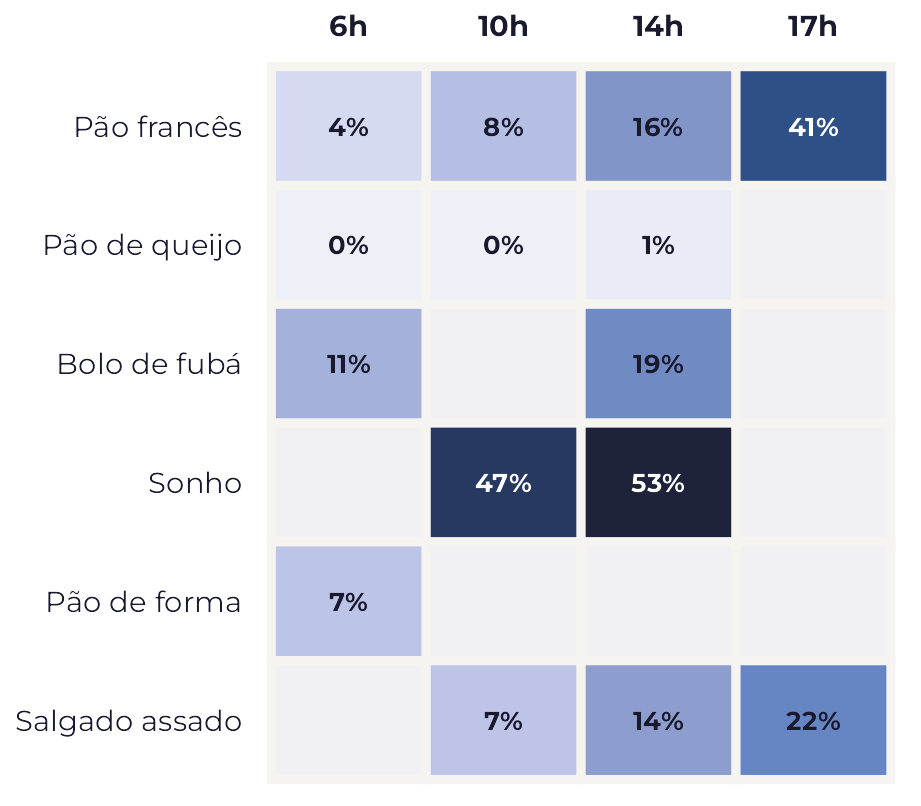 6h 10h 14h 17h
Pão francês 4% 8% 16% 41%
Pão de queijo 0% 0% 1%
Bolo de fubá 11% 19%
Sonho 47% 53%
Pão de forma 7%
Salgado assado 7% 14% 22%